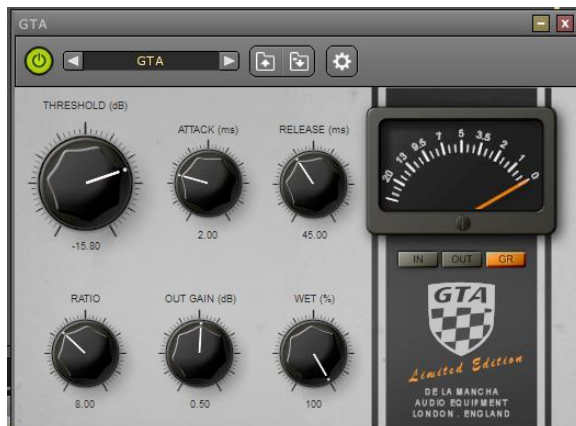 GTA
GTA
THRESHOLD (dB)
-15.80
ATTACK (ms)
2.00
RELEASE (ms)
45.00
20 13 9.5 7 5 3.5 2 1 0
IN OUT GR
RATIO
8.00
OUT GAIN (dB)
0.50
WET (%)
100
GTA
Limited Edition
DE LA MANCHA
AUDIO EQUIPMENT
LONDON . ENGLAND